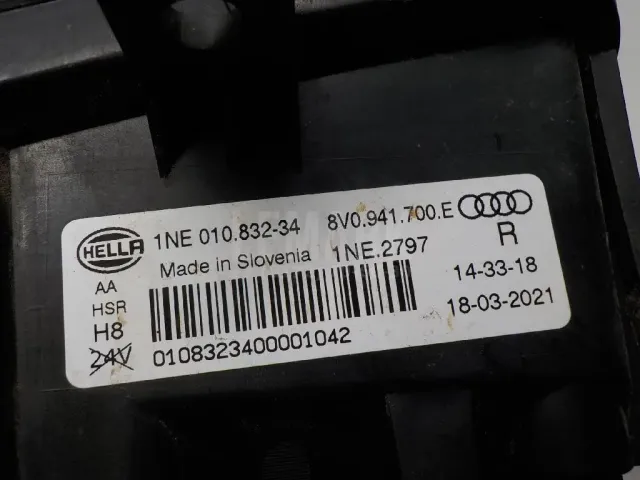 HELLA 1NE 010.832-34 8V0.941.700.E
Made in Slovenia 1NE.2797 R
AA 14-33-18
HSR 18-03-2021
H8
24V 0108323400001042